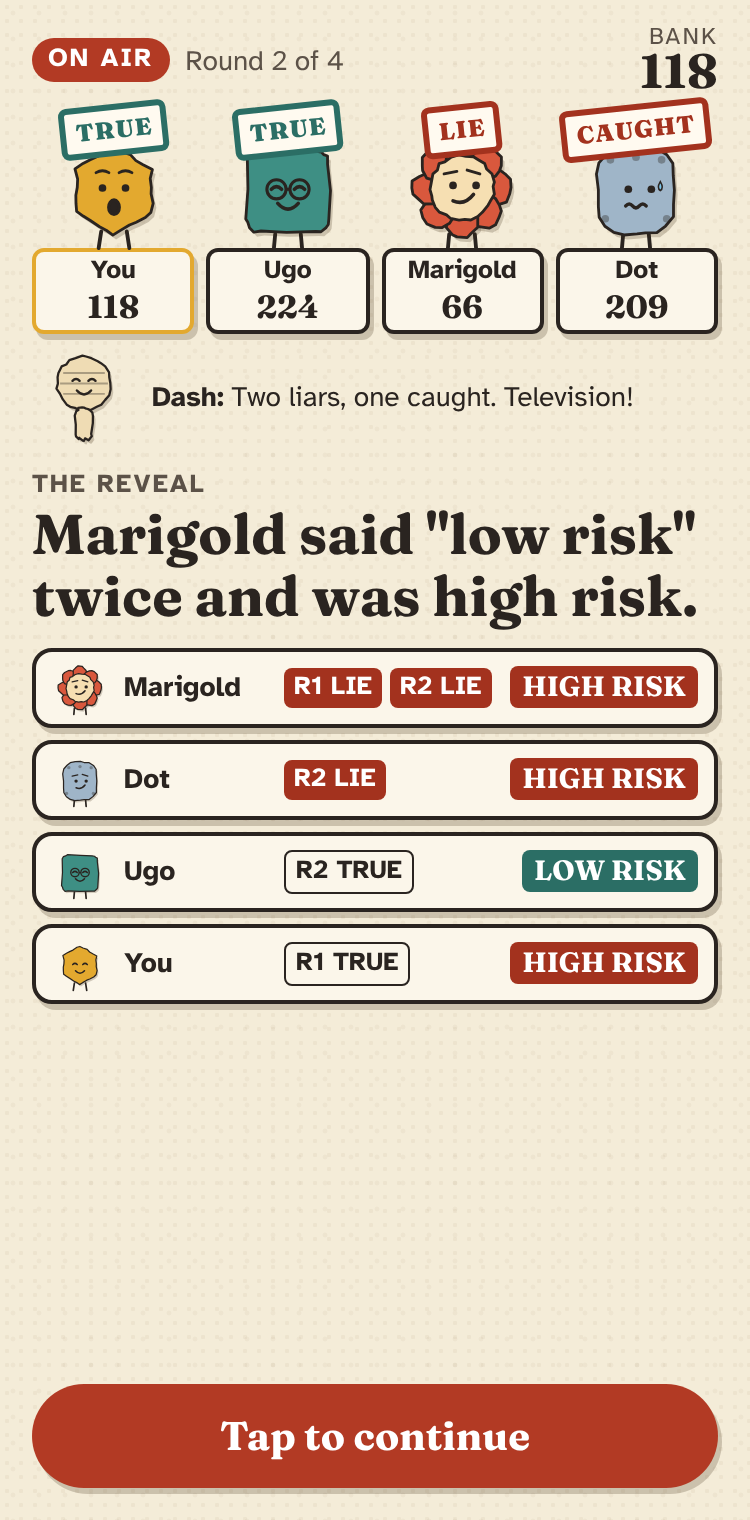 ON AIR
Round 2 of 4
BANK
118
TRUE
TRUE
LIE
CAUGHT
You
118
Ugo
224
Marigold
66
Dot
209
Dash: Two liars, one caught. Television!
THE REVEAL
Marigold said "low risk"
twice and was high risk.
Marigold R1 LIE R2 LIE HIGH RISK
Dot R2 LIE HIGH RISK
Ugo R2 TRUE LOW RISK
You R1 TRUE HIGH RISK
Tap to continue